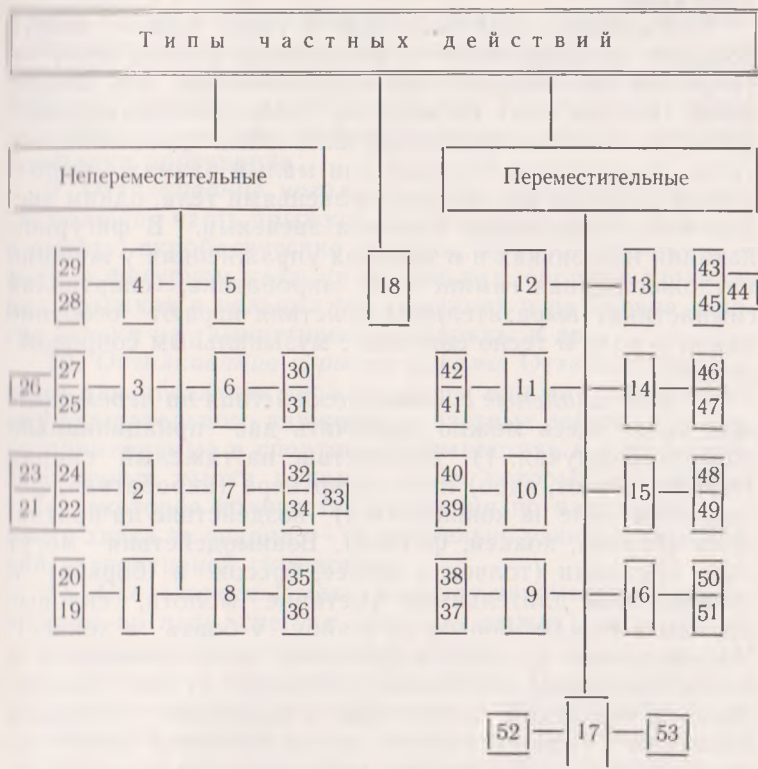 Типы частных действий
Непереместительные Переместительные
29 43
4 5 18 12 13 44
28 45
27 30 42 46
26 3 6 11 14
25 31 41 47
23 24 32 40 48
2 7 33 10 15
21 22 34 39 49
20 35 38 50
1 8 9 16
19 36 37 51
52 17 53